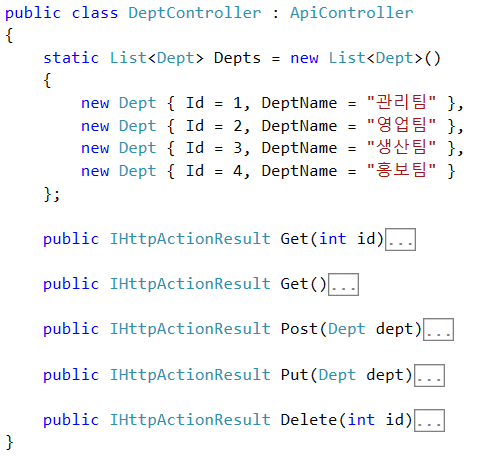 public class DeptController : ApiController
{
    static List<Dept> Depts = new List<Dept>()
    {
        new Dept { Id = 1, DeptName = "관리팀" },
        new Dept { Id = 2, DeptName = "영업팀" },
        new Dept { Id = 3, DeptName = "생산팀" },
        new Dept { Id = 4, DeptName = "홍보팀" }
    };

    public IHttpActionResult Get(int id)...

    public IHttpActionResult Get()...

    public IHttpActionResult Post(Dept dept)...

    public IHttpActionResult Put(Dept dept)...

    public IHttpActionResult Delete(int id)...
}